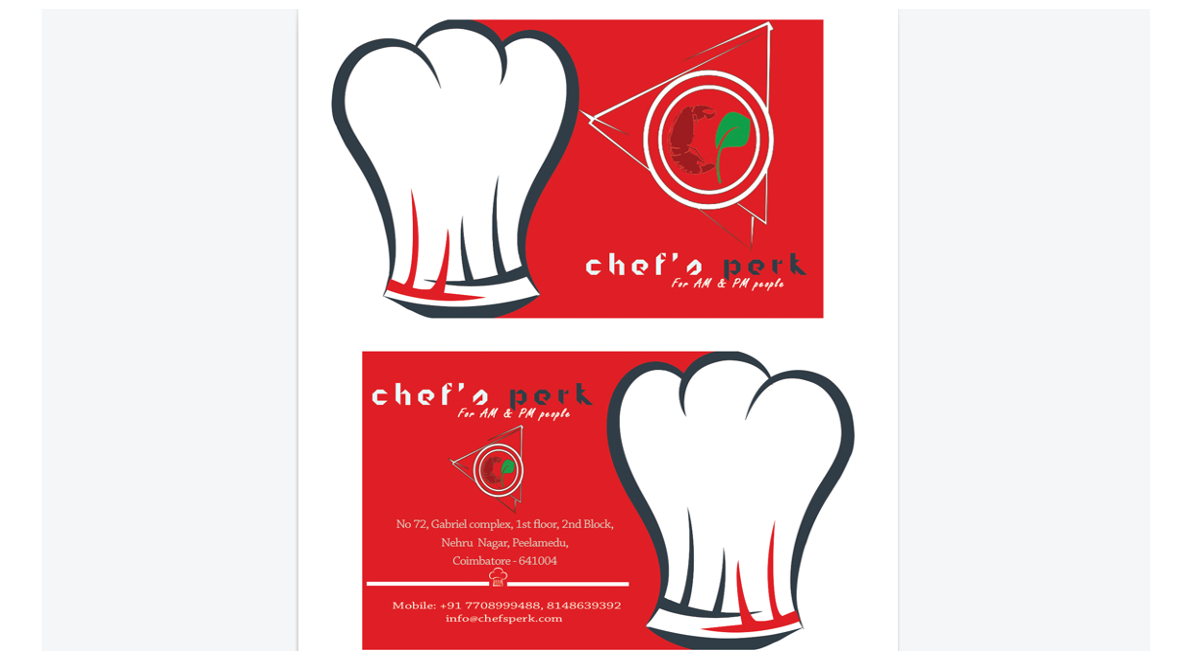 chef's perk
For AM & PM people
chef's perk
For AM & PM people
No 72, Gabriel complex, 1st floor, 2nd Block,
Nehru Nagar, Peelamedu,
Coimbatore - 641004
Mobile: +91 7708999488, 8148639392
info@chefsperk.com